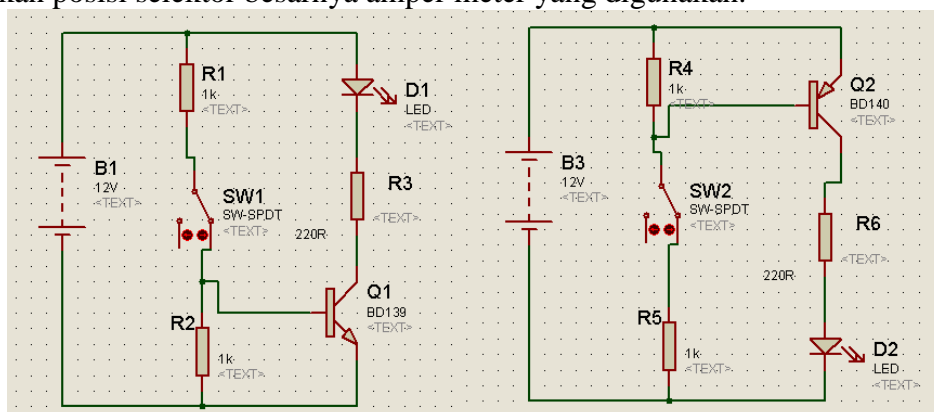 kan posisi selektor besarnya amper meter yang digunakan.
R1
1k
<TEXT>
D1
LED
<TEXT>
B1
12V
<TEXT>
SW1
SW-SPDT
<TEXT>
R3
<TEXT>
220R
Q1
BD139
<TEXT>
R2
1k
<TEXT>
R4
1k
<TEXT>
Q2
BD140
<TEXT>
B3
12V
<TEXT>
SW2
SW-SPDT
<TEXT>
R6
<TEXT>
220R
R5
1k
<TEXT>
D2
LED
<TEXT>